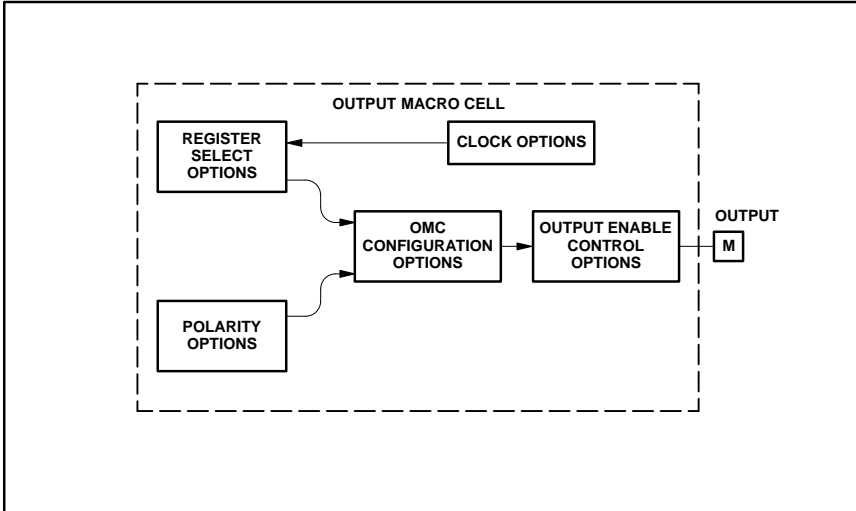 OUTPUT MACRO CELL
REGISTER
SELECT
OPTIONS
CLOCK OPTIONS
OMC
CONFIGURATION
OPTIONS
OUTPUT ENABLE
CONTROL
OPTIONS
OUTPUT
M
POLARITY
OPTIONS